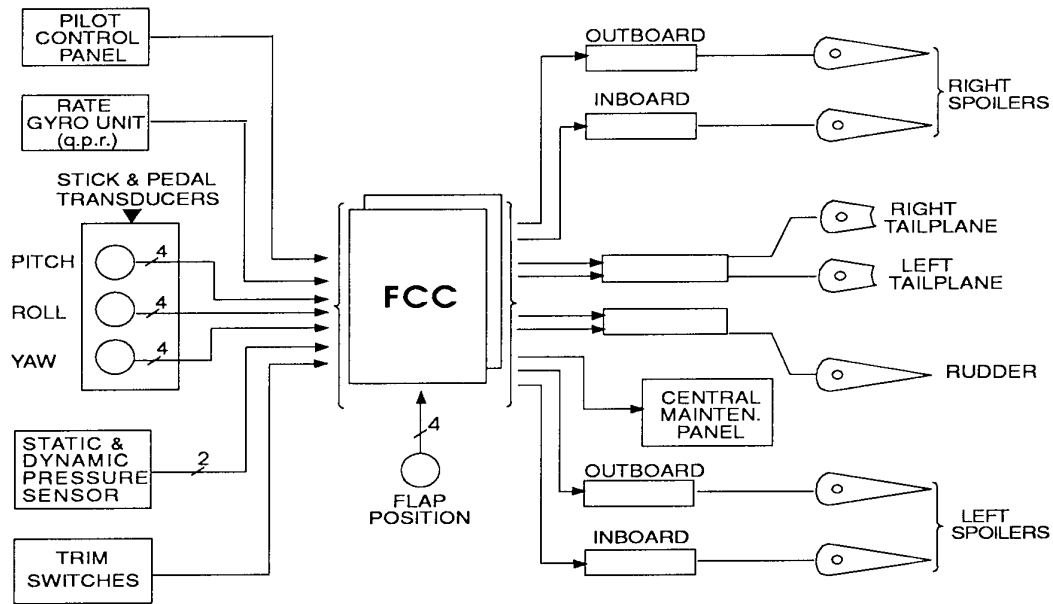 PILOT
CONTROL
PANEL
RATE
GYRO UNIT
(q.p.r.)
STICK & PEDAL
TRANSDUCERS
PITCH
4
ROLL
4
YAW
4
STATIC &
DYNAMIC
PRESSURE
SENSOR
2
TRIM
SWITCHES
FCC
4
FLAP
POSITION
OUTBOARD
INBOARD
RIGHT
SPOILERS
RIGHT
TAILPLANE
LEFT
TAILPLANE
RUDDER
CENTRAL
MAINTEN.
PANEL
OUTBOARD
INBOARD
LEFT
SPOILERS